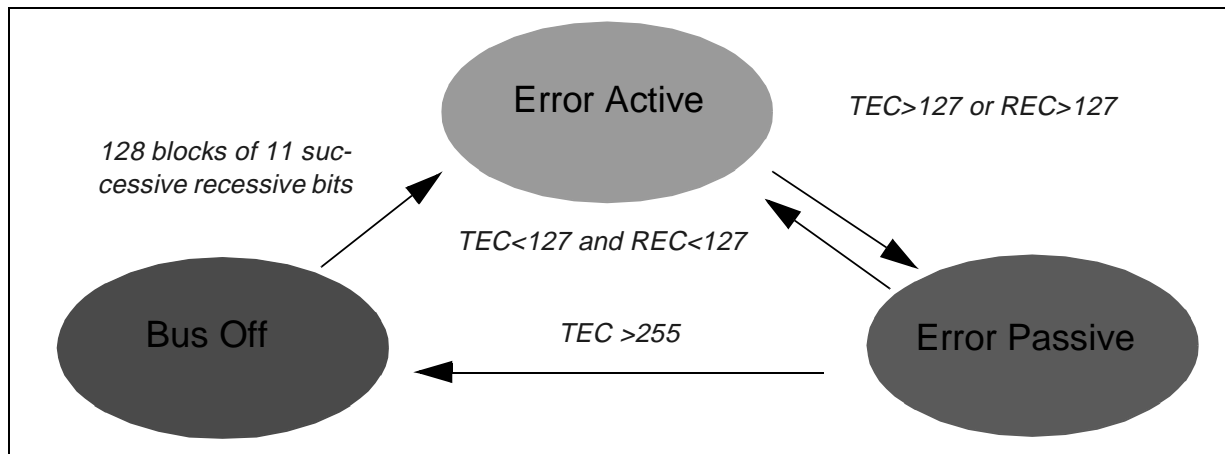 Error Active
TEC>127 or REC>127
128 blocks of 11 suc-
cessive recessive bits
TEC<127 and REC<127
Bus Off
TEC >255
Error Passive